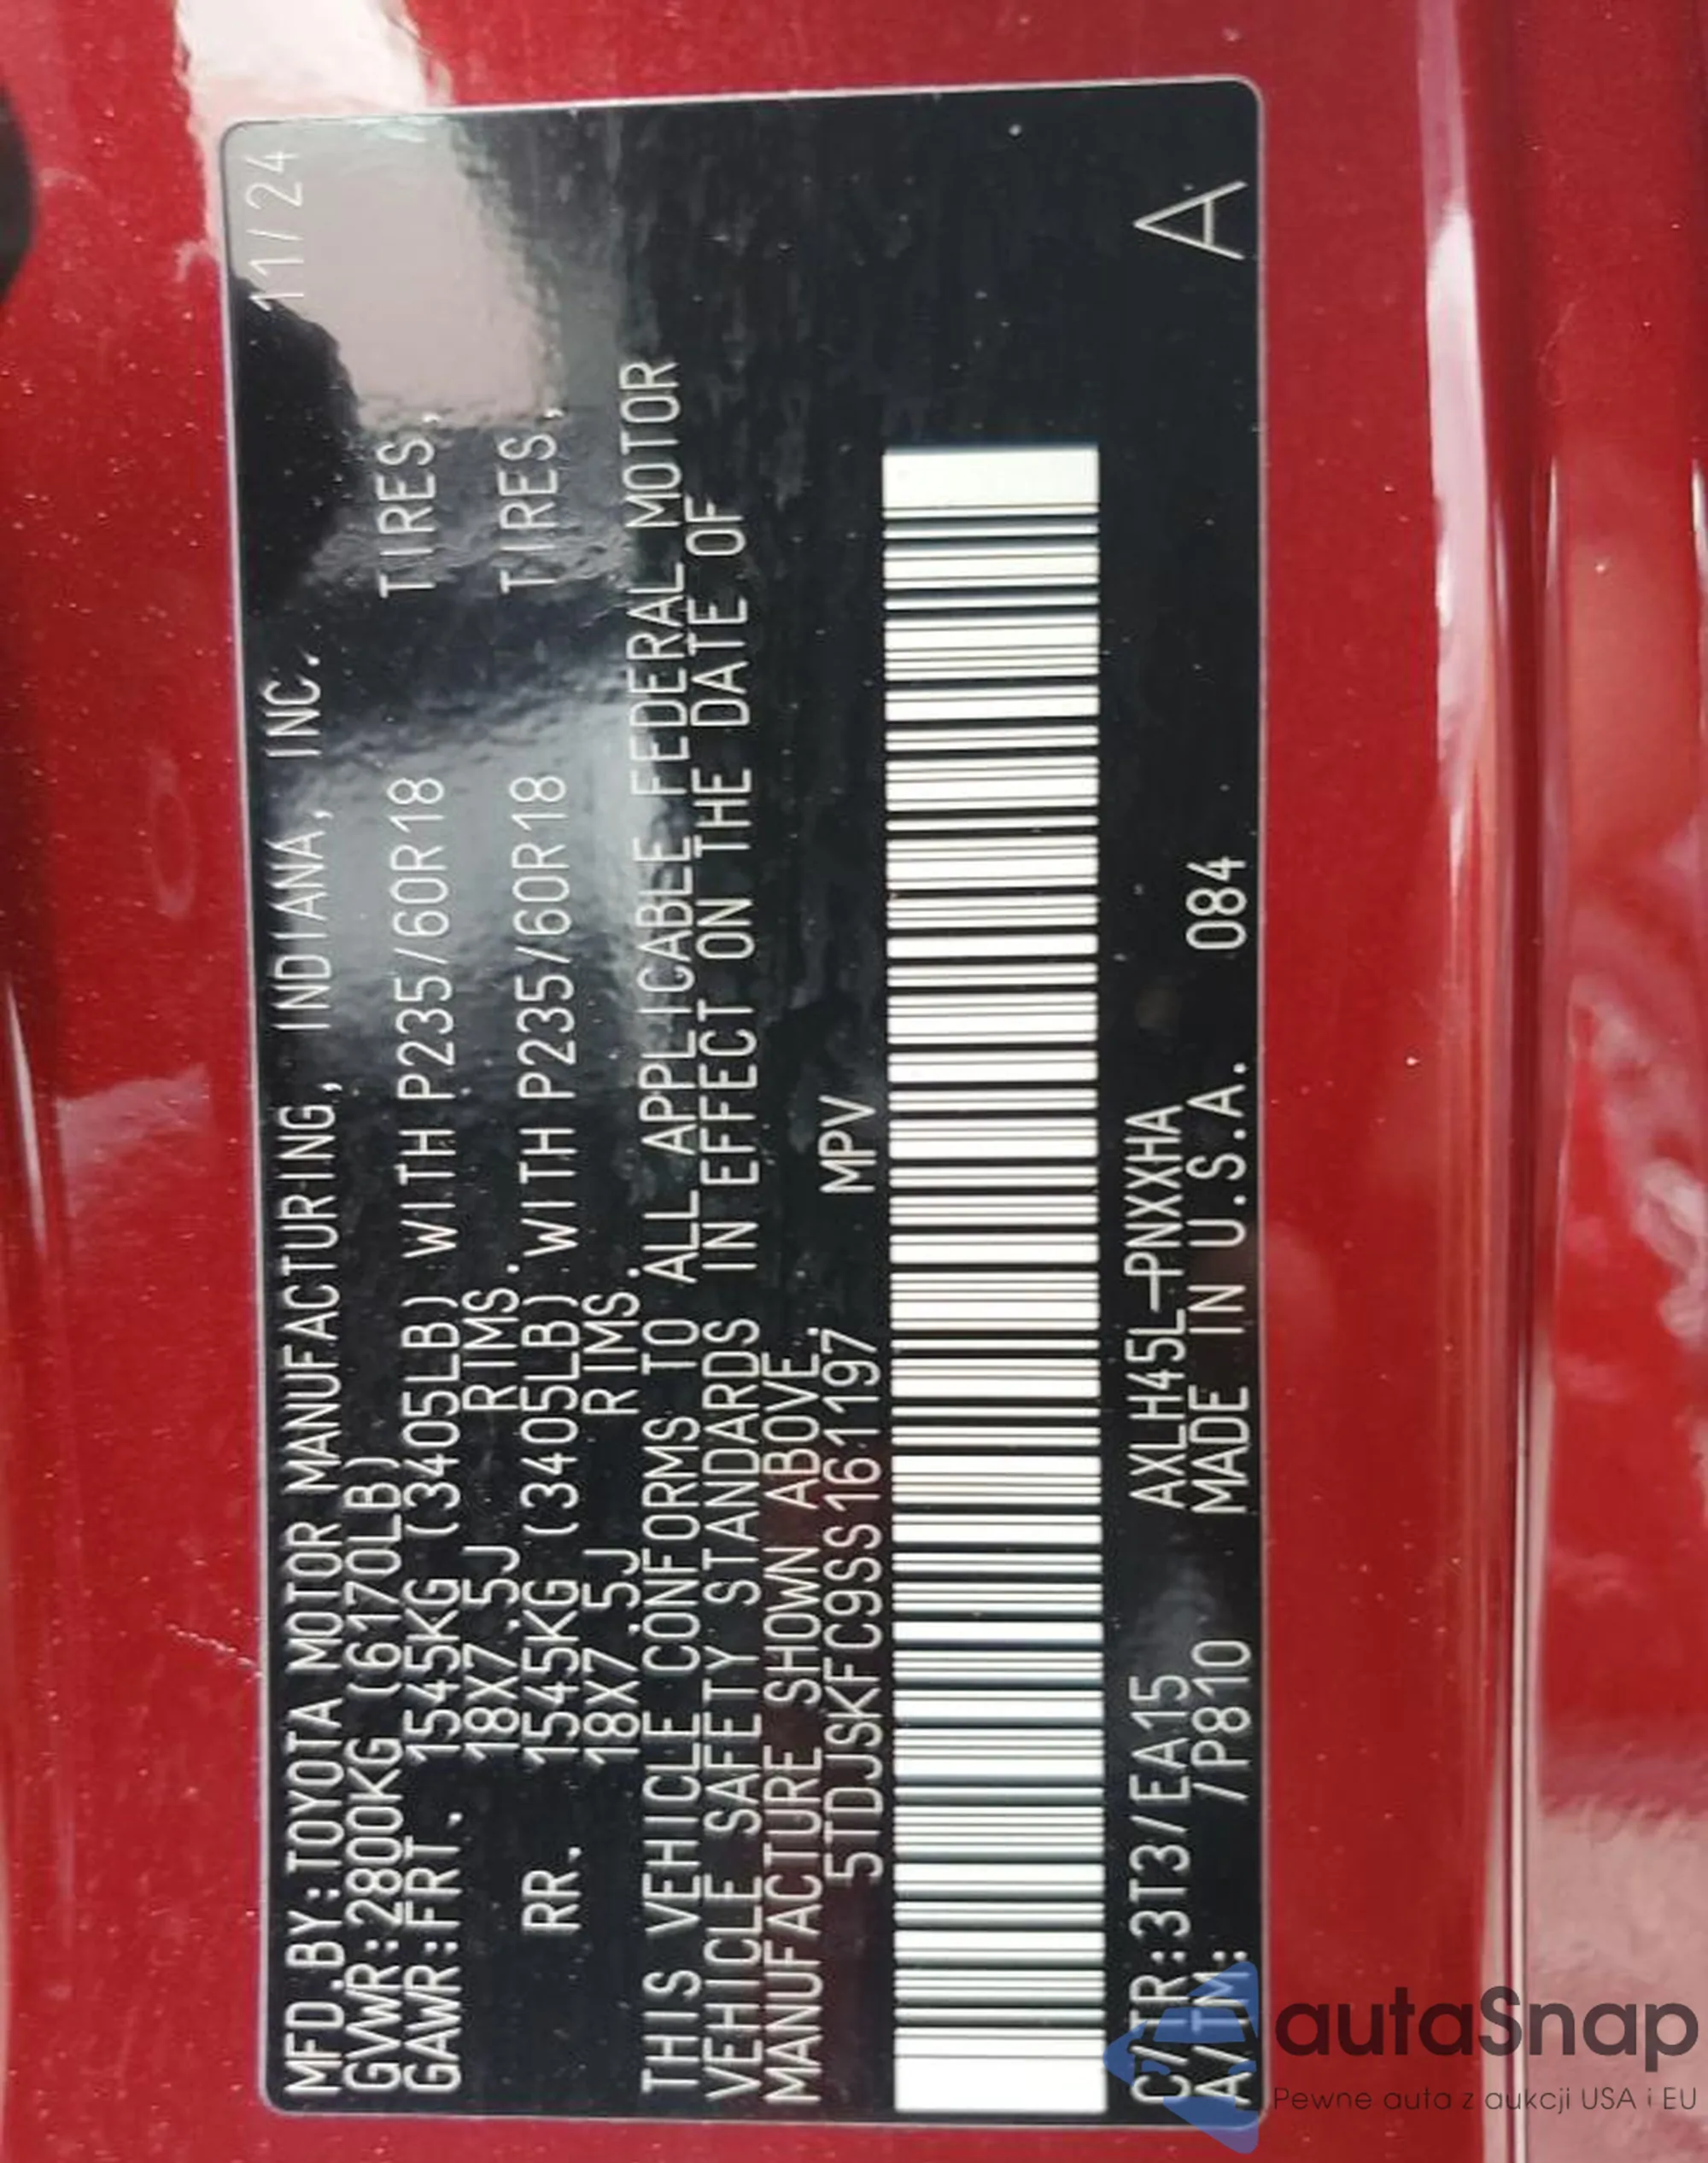 MFD.BY:TOYOTA MOTOR MANUFACTURING, INDIANA, INC. 11/24
GVWR:2800KG (6170LB)
GAWR:FRT. 1545KG (3405LB) WITH P235/60R18 TIRES,
18X7.5J RIMS.
RR. 1545KG (3405LB) WITH P235/60R18 TIRES,
18X7.5J RIMS.
THIS VEHICLE CONFORMS TO ALL APPLICABLE FEDERAL MOTOR
VEHICLE SAFETY STANDARDS IN EFFECT ON THE DATE OF
MANUFACTURE SHOWN ABOVE.
5TDJSKFC9SS161197 MPV
C/TR:3T3/EA15 AXLH45L-PNXXHA
A/TM: /P810 MADE IN U.S.A. 084
A
autaSnap
Pewne auta z aukcji USA i EU